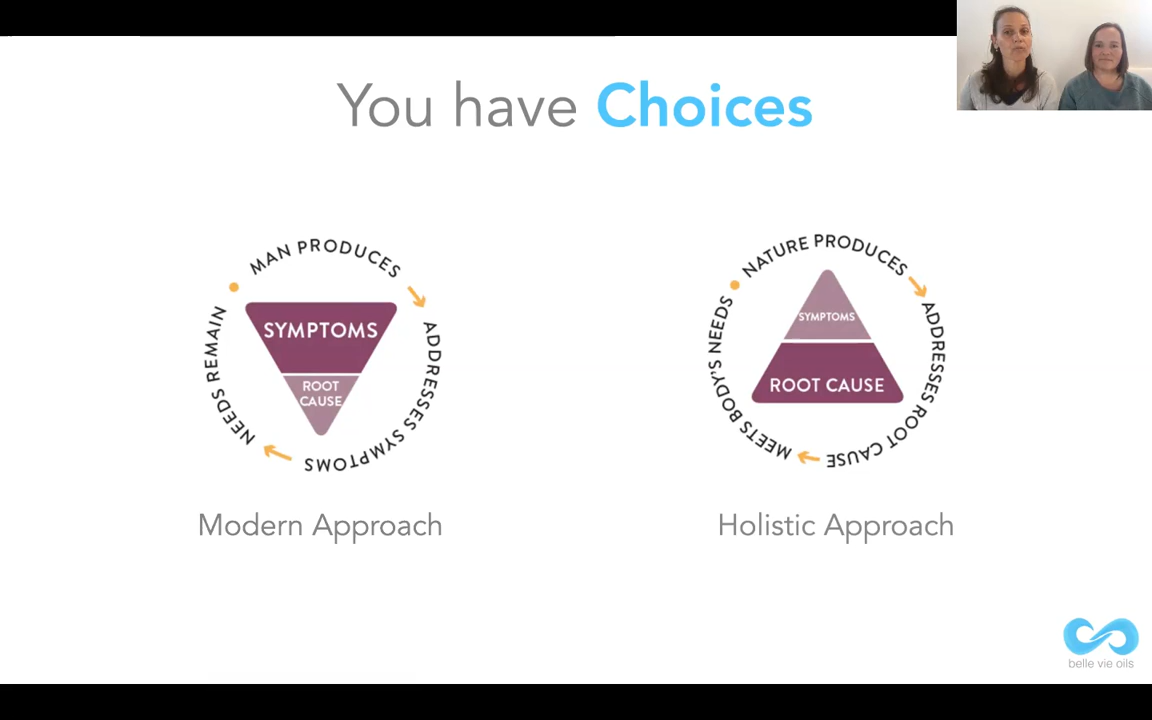 You have Choices
MAN PRODUCES
ADDRESSES SYMPTOMS
NEEDS REMAIN
SYMPTOMS
ROOT
CAUSE
Modern Approach
NATURE PRODUCES
ADDRESSES ROOT CAUSE
MEETS BODY'S NEEDS
SYMPTOMS
ROOT CAUSE
Holistic Approach
belle vie oils